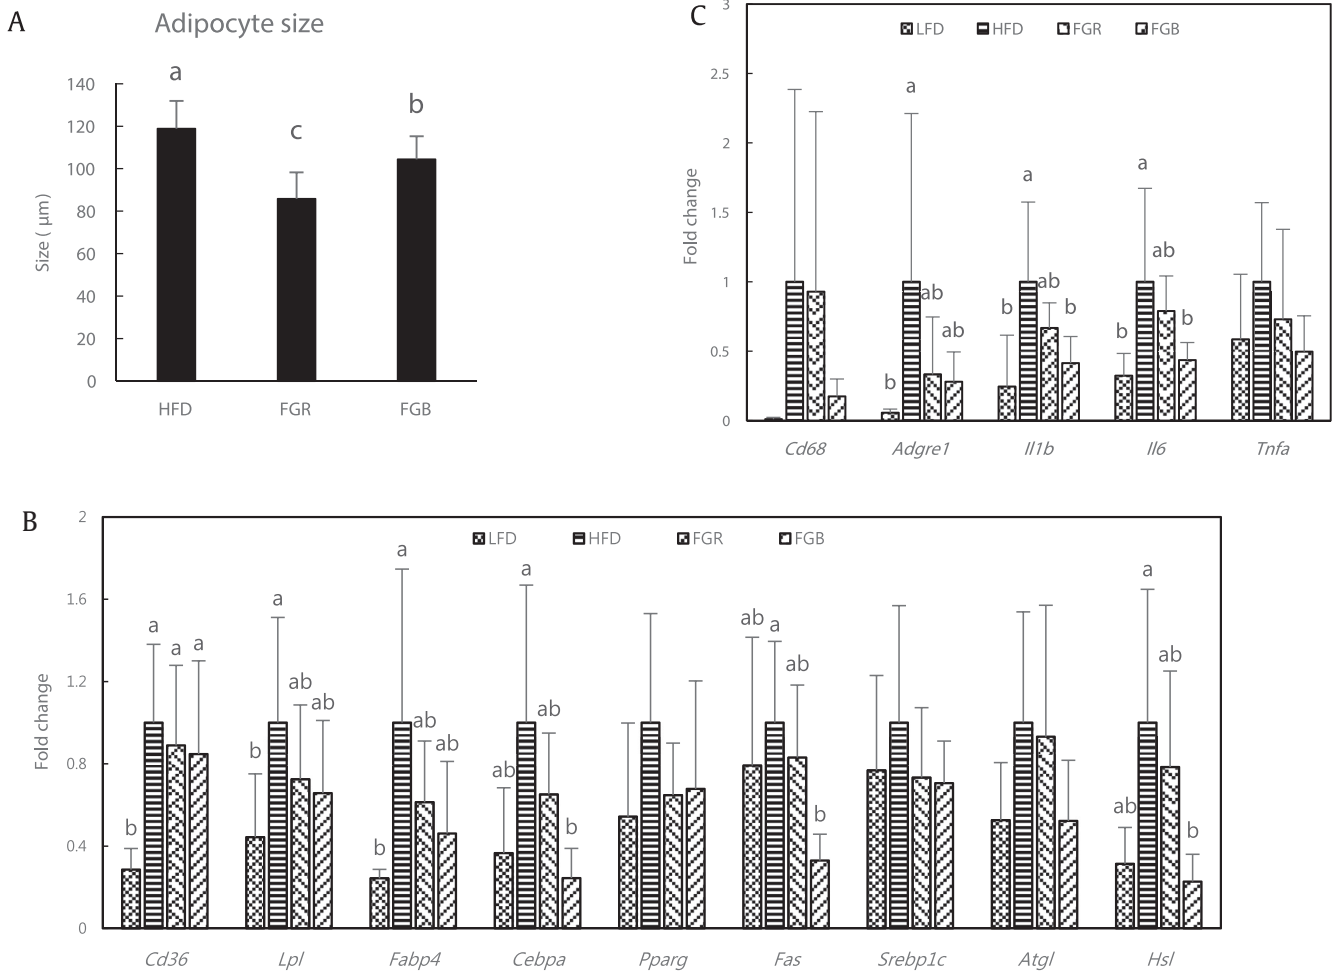 A
Adipocyte size
a
c
b
140
120
100
80
60
40
20
0
Size ( μm)
HFD FGR FGB
C
LFD HFD FGR FGB
3
2.5
2
1.5
1
0.5
0
Fold change
a
b
ab
ab
a
b
ab
b
a
b
ab
b
Cd68 Adgre1 Il1b Il6 Tnfa
B
LFD HFD FGR FGB
2
1.6
1.2
0.8
0.4
0
Fold change
b a a a
b a ab ab
b a ab ab
ab a ab b
ab a ab b
ab a ab b
Cd36 Lpl Fabp4 Cebpa Pparg Fas Srebp1c Atgl Hsl